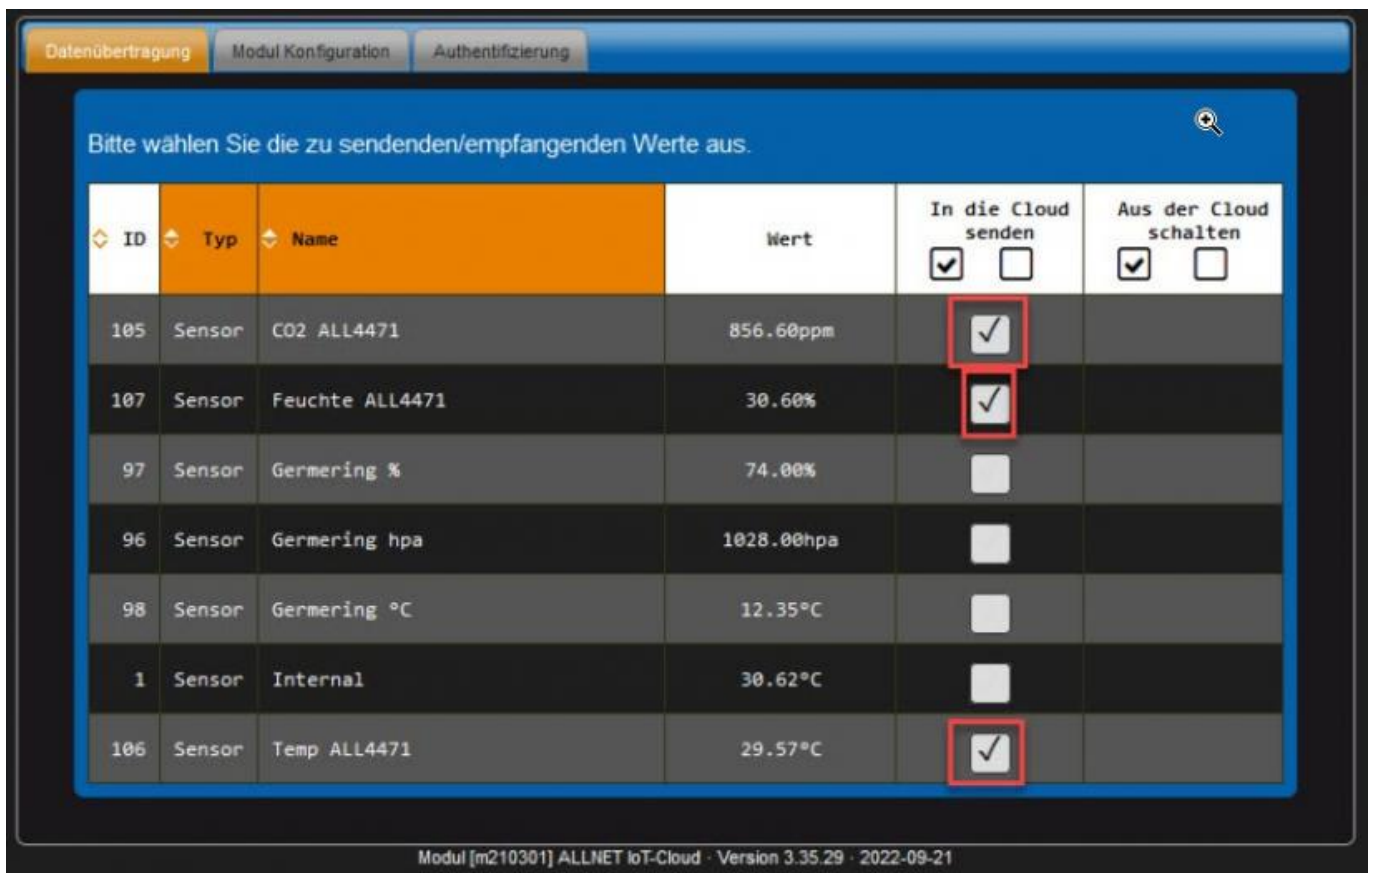 Datenübertragung Modul Konfiguration Authentifizierung
Bitte wählen Sie die zu sendenden/empfangenden Werte aus.
ID Typ Name Wert In die Cloud senden Aus der Cloud schalten
105 Sensor CO2 ALL4471 856.60ppm
107 Sensor Feuchte ALL4471 30.60%
97 Sensor Germering % 74.00%
96 Sensor Germering hpa 1028.00hpa
98 Sensor Germering °C 12.35°C
1 Sensor Internal 30.62°C
106 Sensor Temp ALL4471 29.57°C
Modul [m210301] ALLNET IoT-Cloud · Version 3.35.29 · 2022-09-21